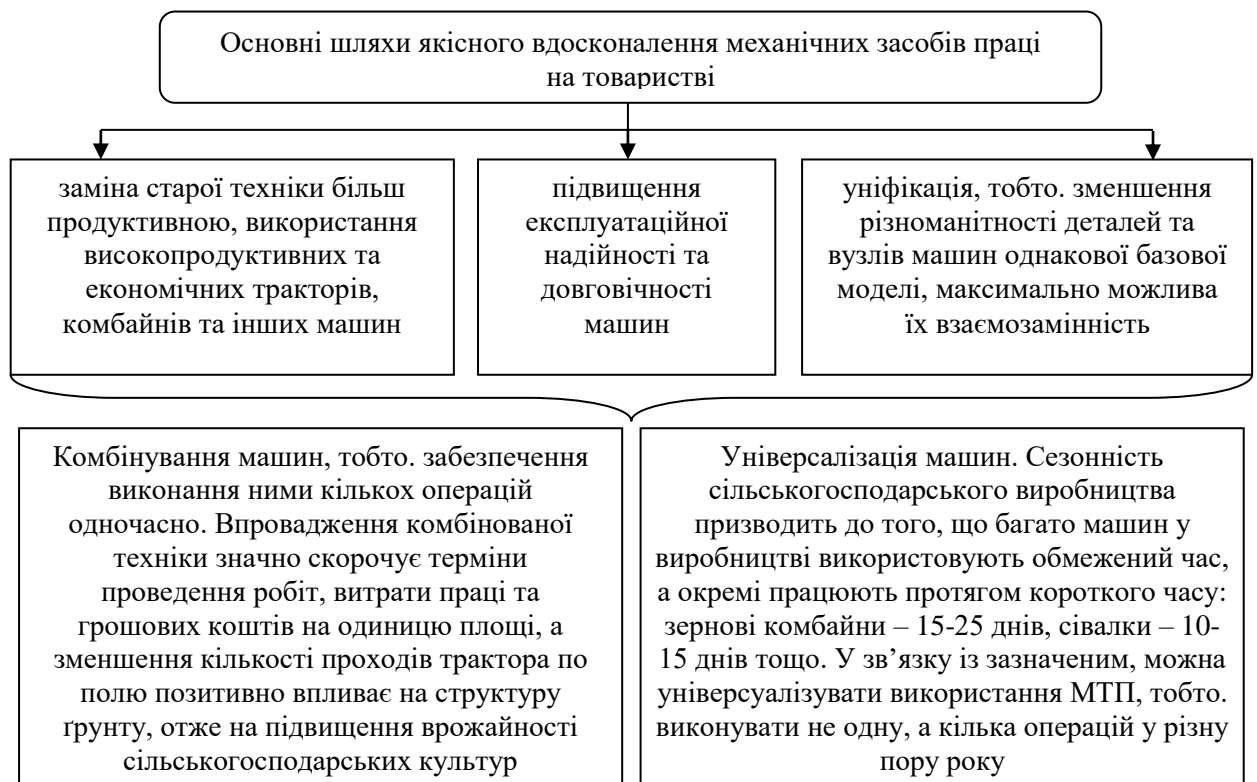 Основні шляхи якісного вдосконалення механічних засобів праці
на товаристві
заміна старої техніки більш
продуктивною, використання
високопродуктивних та
економічних тракторів,
комбайнів та інших машин
підвищення
експлуатаційної
надійності та
довговічності
машин
уніфікація, тобто. зменшення
різноманітності деталей та
вузлів машин однакової базової
моделі, максимально можлива
їх взаємозамінність
Комбінування машин, тобто. забезпечення
виконання ними кількох операцій
одночасно. Впровадження комбінованої
техніки значно скорочує терміни
проведення робіт, витрати праці та
грошових коштів на одиницю площі, а
зменшення кількості проходів трактора по
полю позитивно впливає на структуру
ґрунту, отже на підвищення врожайності
сільськогосподарських культур
Універсалізація машин. Сезонність
сільськогосподарського виробництва
призводить до того, що багато машин у
виробництві використовують обмежений час,
а окремі працюють протягом короткого часу:
зернові комбайни – 15-25 днів, сівалки – 10-
15 днів тощо. У зв’язку із зазначеним, можна
універсуалізувати використання МТП, тобто.
виконувати не одну, а кілька операцій у різну
пору року